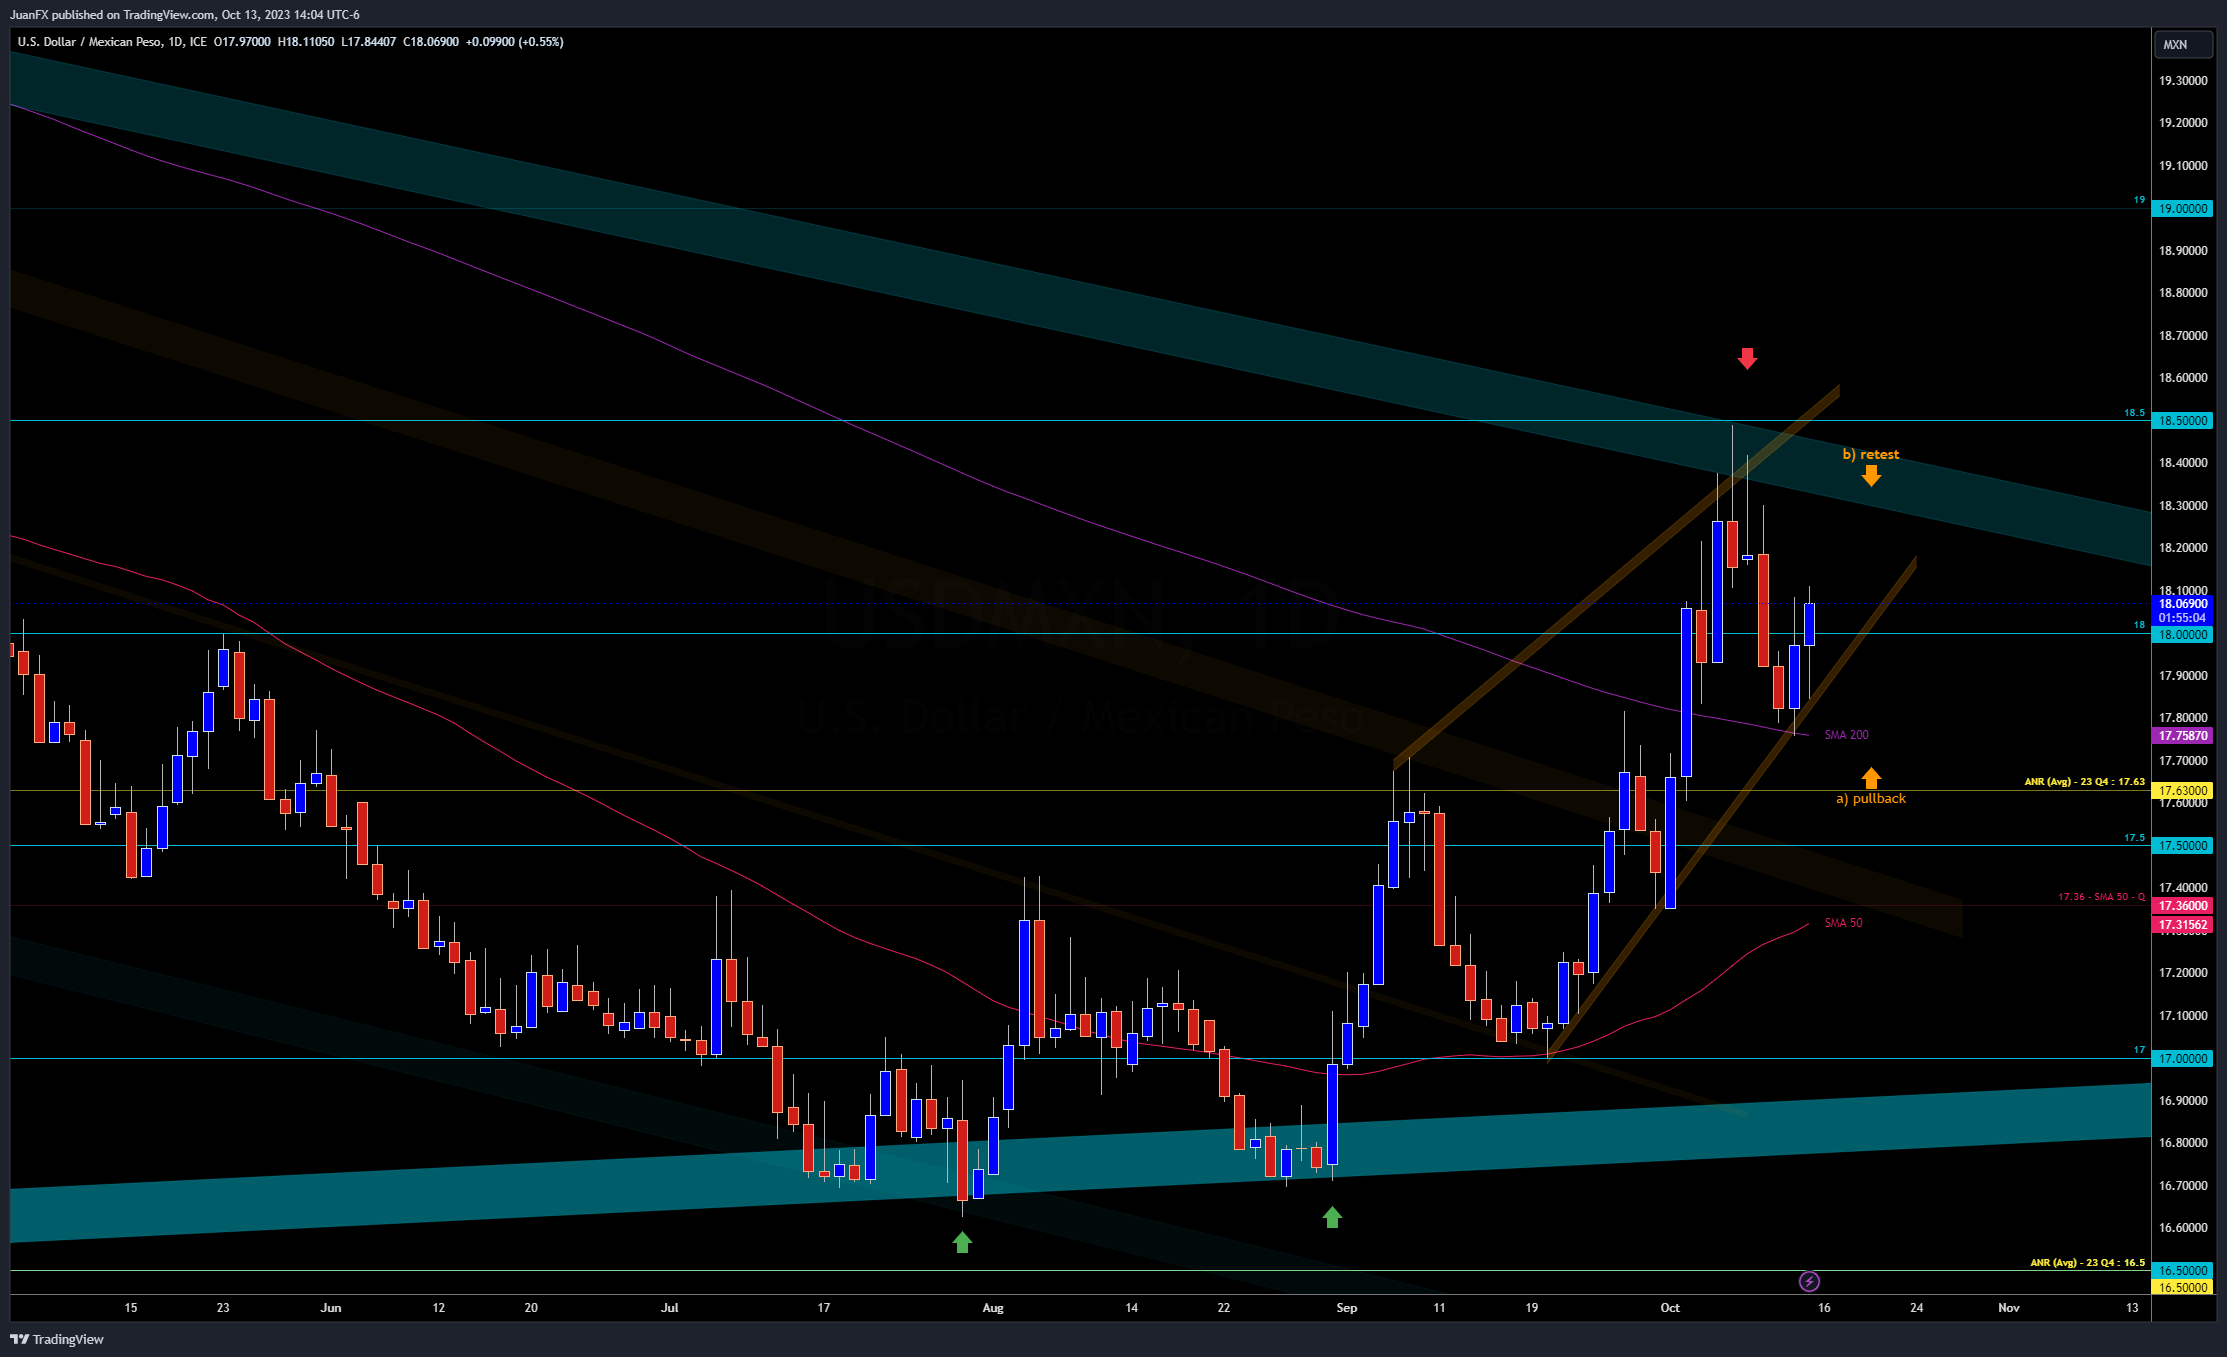 JuanFX published on TradingView.com, Oct 13, 2023 14:04 UTC-6
U.S. Dollar / Mexican Peso, 1D, ICE O17.97000 H18.11050 L17.84407 C18.06900 +0.09900 (+0.55%)
MXN
19.30000
19.20000
19.10000
19
19.00000
18.90000
18.80000
18.70000
18.60000
18.5
18.50000
b) retest
18.40000
18.30000
18.20000
18.10000
USDMXN, 1D
18.06900
01:55:04
18
18.00000
17.90000
U.S. Dollar / Mexican Peso
17.80000
SMA 200
17.75870
17.70000
ANR (Avg) - 23 Q4 : 17.63
17.63000
a) pullback
17.60000
17.5
17.50000
17.40000
17.36 - SMA 50 - Q
17.36000
SMA 50
17.31562
17.20000
17.10000
17
17.00000
16.90000
16.80000
16.70000
16.60000
ANR (Avg) - 23 Q4 : 16.5
16.50000
16.50000
15 23 Jun 12 20 Jul 17 Aug 14 22 Sep 11 19 Oct 16 24 Nov 13
TradingView